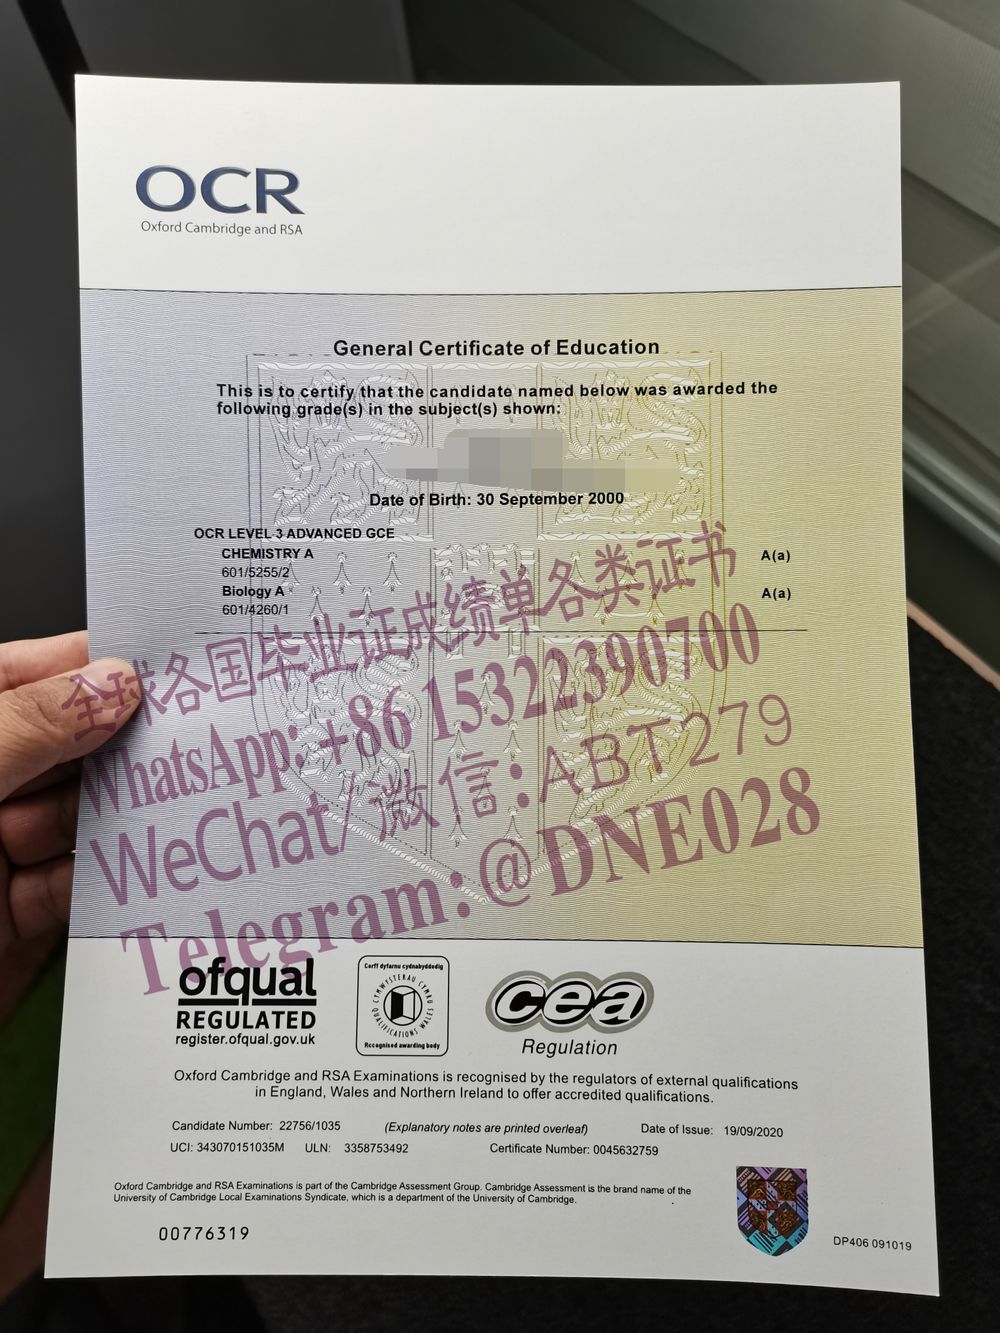 OCR
Oxford Cambridge and RSA
General Certificate of Education
This is to certify that the candidate named below was awarded the
following grade(s) in the subject(s) shown:
Date of Birth: 30 September 2000
OCR LEVEL 3 ADVANCED GCE
CHEMISTRY A A(a)
601/5255/2
Biology A A(a)
601/4260/1
全球各国毕业证成绩单各类证书
WhatsApp: +86 15322390700
WeChat/微信:ABT279
Telegram:@DNE028
ofqual
REGULATED
register.ofqual.gov.uk
Corff dyfarnu cydnabyddedig
CYMWYSTERAU CYMRU
QUALIFICATIONS WALES
Recognised awarding body
cea
Regulation
Oxford Cambridge and RSA Examinations is recognised by the regulators of external qualifications
in England, Wales and Northern Ireland to offer accredited qualifications.
Candidate Number: 22756/1035 (Explanatory notes are printed overleaf) Date of Issue: 19/09/2020
UCI: 343070151035M ULN: 3358753492 Certificate Number: 0045632759
Oxford Cambridge and RSA Examinations is part of the Cambridge Assessment Group. Cambridge Assessment is the brand name of the
University of Cambridge Local Examinations Syndicate, which is a department of the University of Cambridge.
00776319
DP406 091019